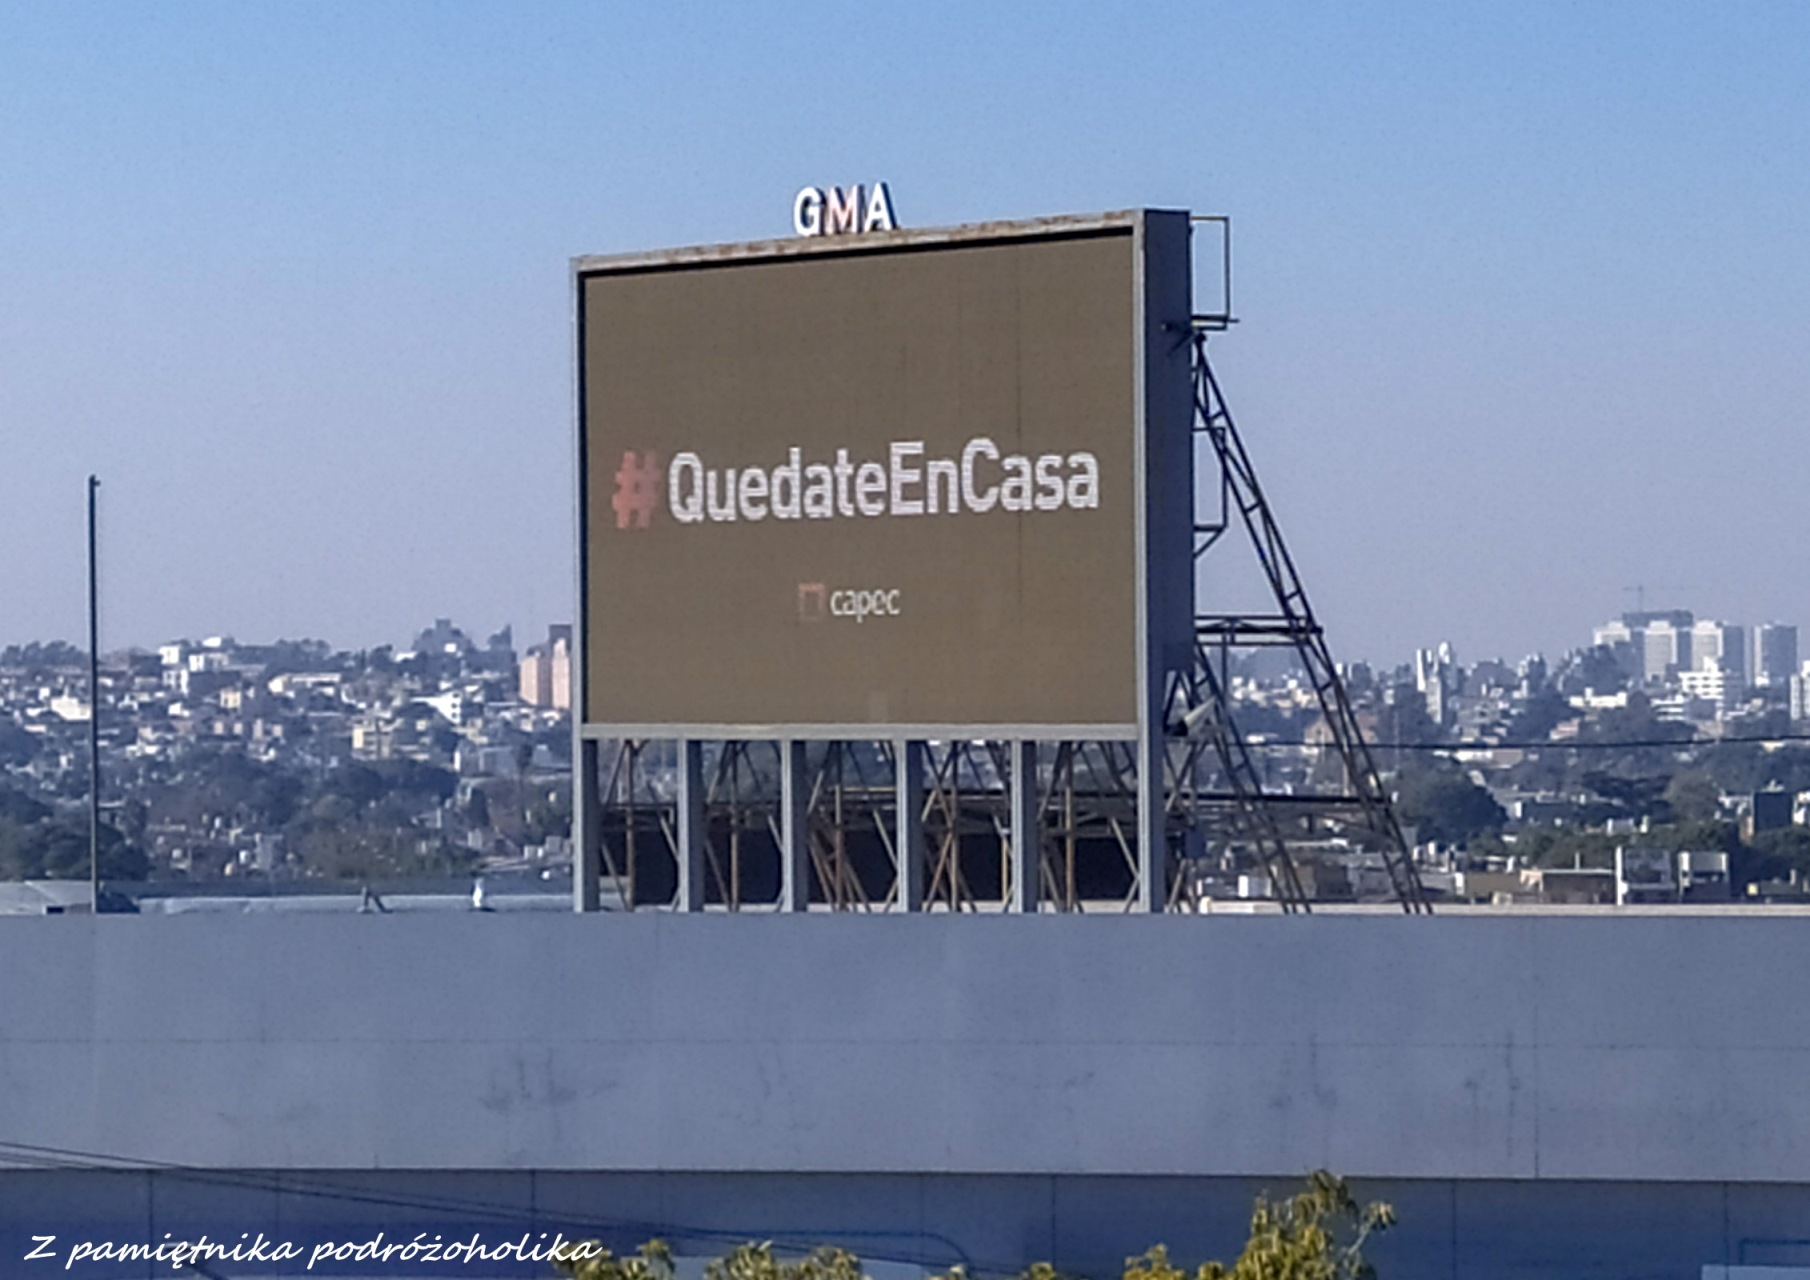 GMA
#QuedateEnCasa
capec
Z pamiętnika podróżoholika